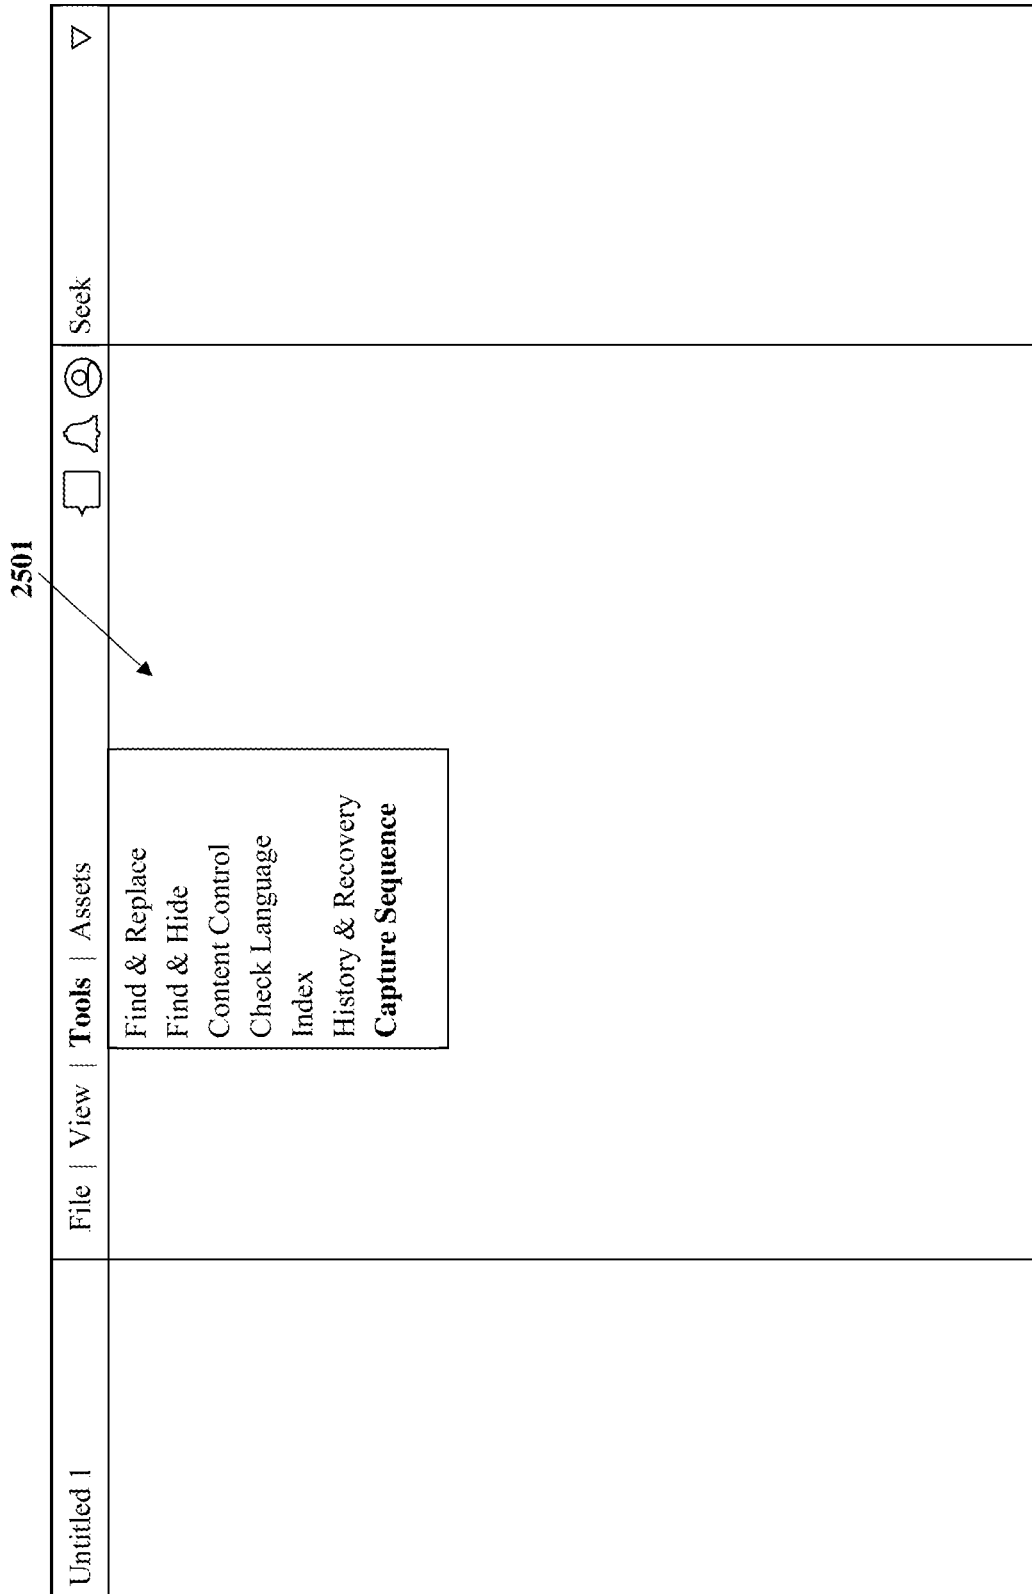 2501
Untitled 1
File | View | Tools | Assets
Seek
Find & Replace
Find & Hide
Content Control
Check Language
Index
History & Recovery
Capture Sequence